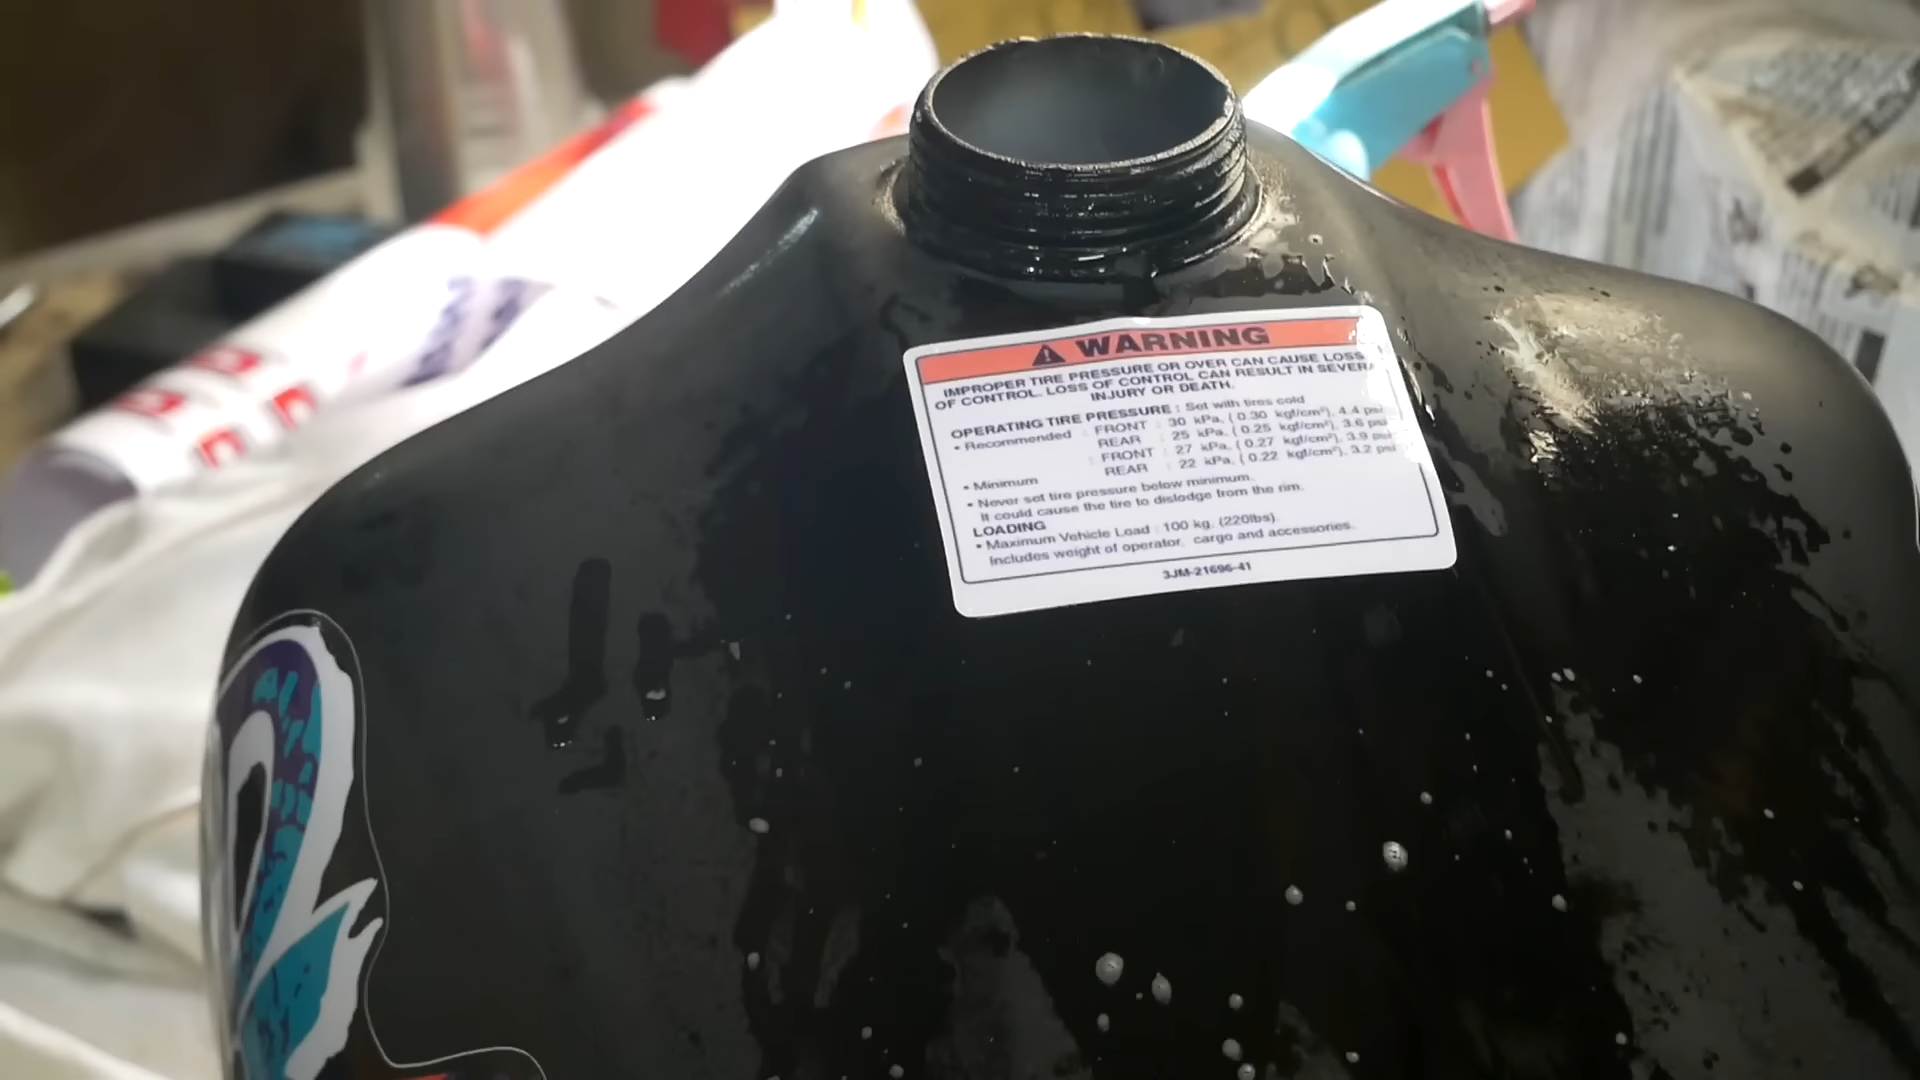 WARNING
IMPROPER TIRE PRESSURE OR OVER CAN CAUSE LOSS
OF CONTROL. LOSS OF CONTROL CAN RESULT IN SEVERA
INJURY OR DEATH.
OPERATING TIRE PRESSURE : Set with tires cold
• Recommended : FRONT : 30 kPa, ( 0.30 kgf/cm²), 4.4 psi
REAR : 25 kPa, ( 0.25 kgf/cm²), 3.6 psi
: FRONT : 27 kPa, ( 0.27 kgf/cm²), 3.9 psi
• Minimum REAR : 22 kPa, ( 0.22 kgf/cm²), 3.2 psi
• Never set tire pressure below minimum.
It could cause the tire to dislodge from the rim.
LOADING
• Maximum Vehicle Load : 100 kg. (220lbs).
Includes weight of operator, cargo and accessories.
3JM-21696-41